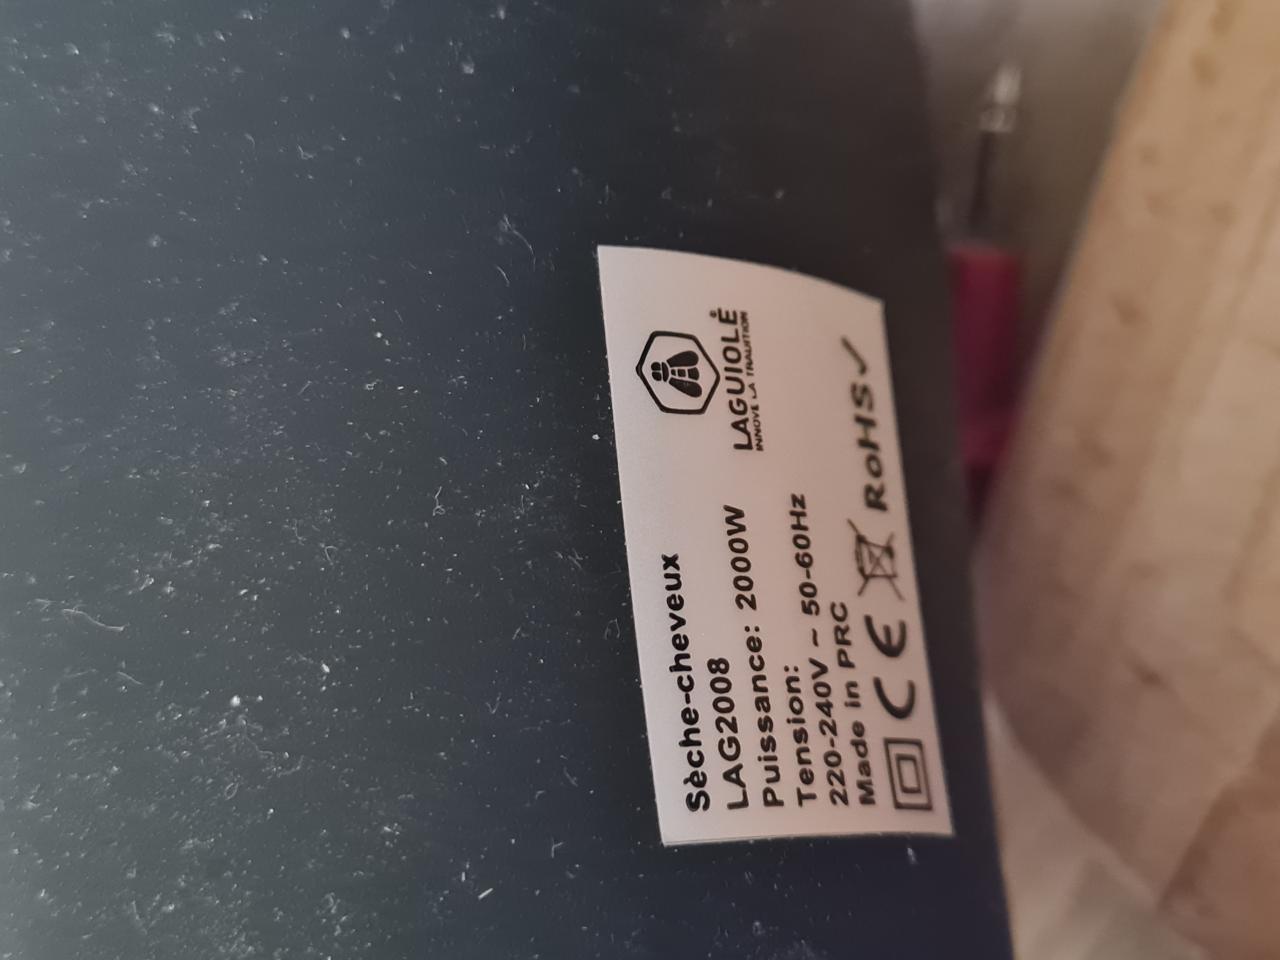 Sèche-cheveux
LAG2008
Puissance: 2000W
Tension:
220-240V ~ 50-60Hz
Made in PRC
CE RoHS
LAGUIOLE
INNOVE LA TRADITION